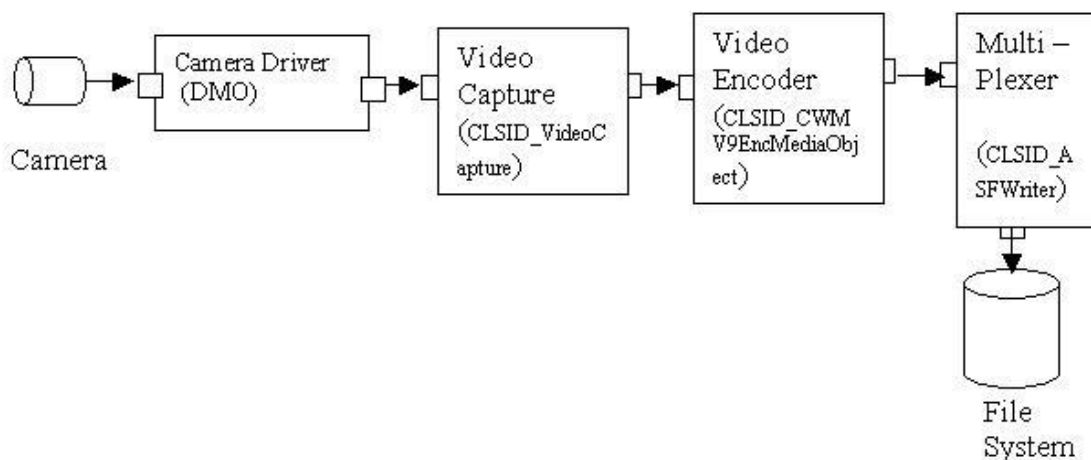 Camera
Camera Driver
(DMO)
Video
Capture
(CLSID_VideoC
apture)
Video
Encoder
(CLSID_CWM
V9EncMediaObj
ect)
Multi –
Plexer
(CLSID_A
SFWriter)
File
System